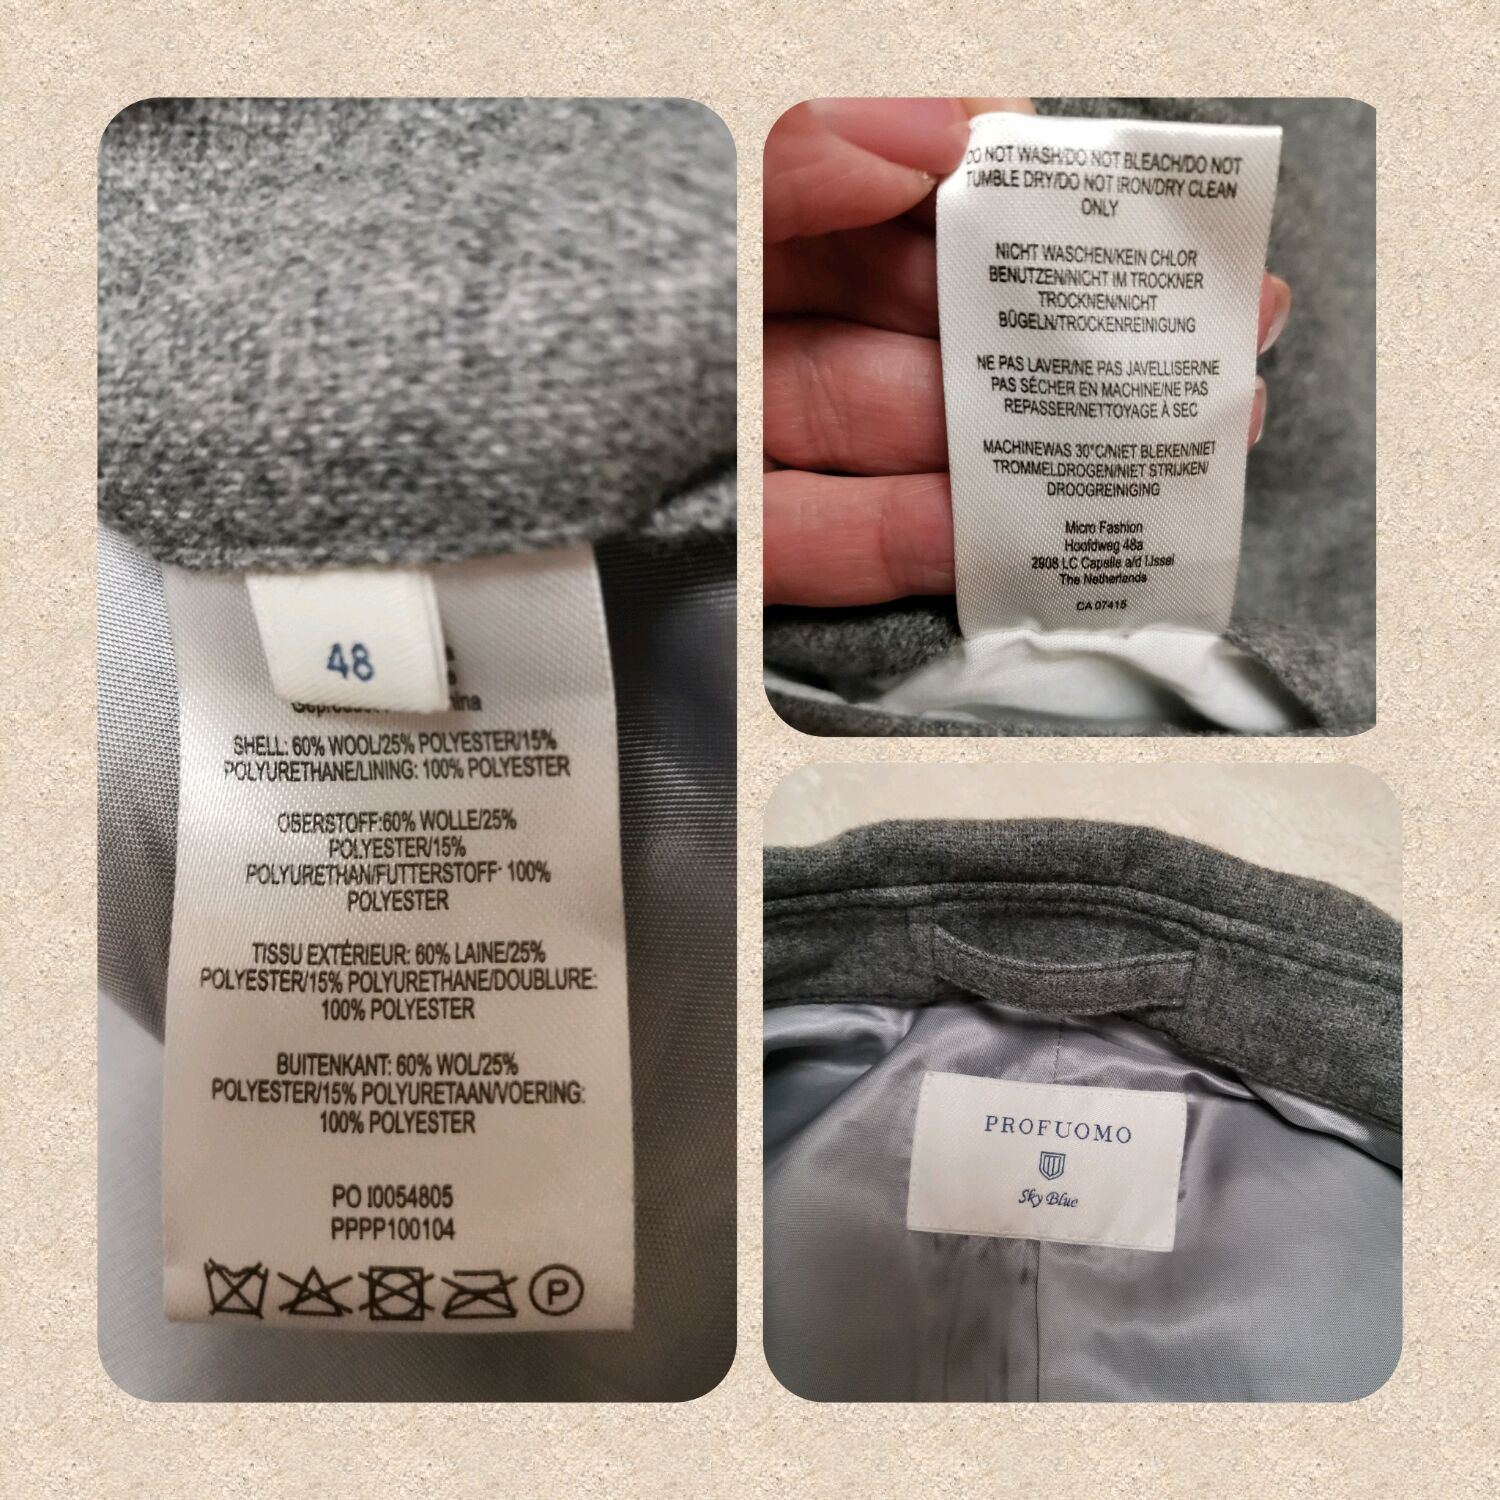 48
SHELL: 60% WOOL/25% POLYESTER/15%
POLYURETHANE/LINING: 100% POLYESTER
OBERSTOFF:60% WOLLE/25%
POLYESTER/15%
POLYURETHAN/FUTTERSTOFF: 100%
POLYESTER
TISSU EXTÉRIEUR: 60% LAINE/25%
POLYESTER/15% POLYURETHANE/DOUBLURE:
100% POLYESTER
BUITENKANT: 60% WOL/25%
POLYESTER/15% POLYURETAAN/VOERING:
100% POLYESTER
PO I0054805
PPPP100104
P
DO NOT WASH/DO NOT BLEACH/DO NOT
TUMBLE DRY/DO NOT IRON/DRY CLEAN
ONLY
NICHT WASCHEN/KEIN CHLOR
BENUTZEN/NICHT IM TROCKNER
TROCKNEN/NICHT
BÜGELN/TROCKENREINIGUNG
NE PAS LAVER/NE PAS JAVELLISER/NE
PAS SÉCHER EN MACHINE/NE PAS
REPASSER/NETTOYAGE À SEC
MACHINEWAS 30°C/NIET BLEKEN/NIET
TROMMELDROGEN/NIET STRIJKEN/
DROOGREINIGING
Micro Fashion
Hoofdweg 48a
2908 LC Capelle a/d IJssel
The Netherlands
CA 07415
PROFUOMO
Sky Blue